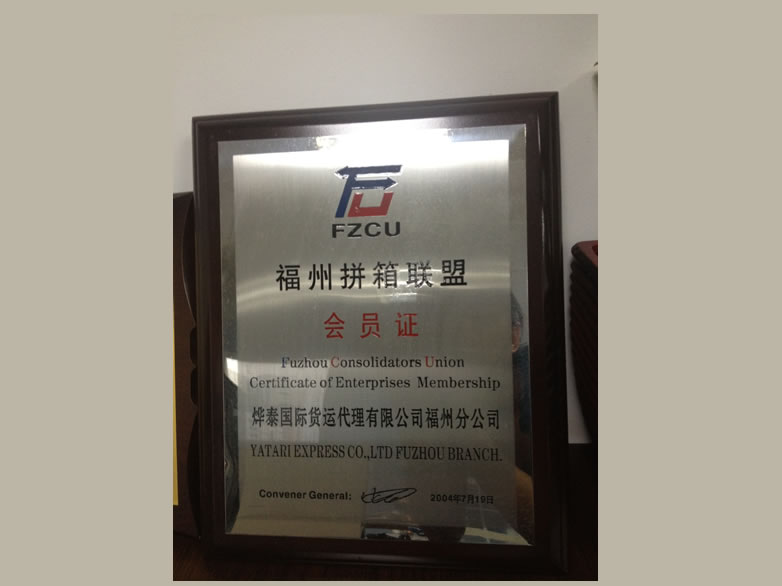 FZCU
福州拼箱联盟
会员证
Fuzhou Consolidators Union
Certificate of Enterprises Membership
烨泰国际货运代理有限公司福州分公司
YATARI EXPRESS CO.,LTD FUZHOU BRANCH.
Convener General: 2004年7月19日